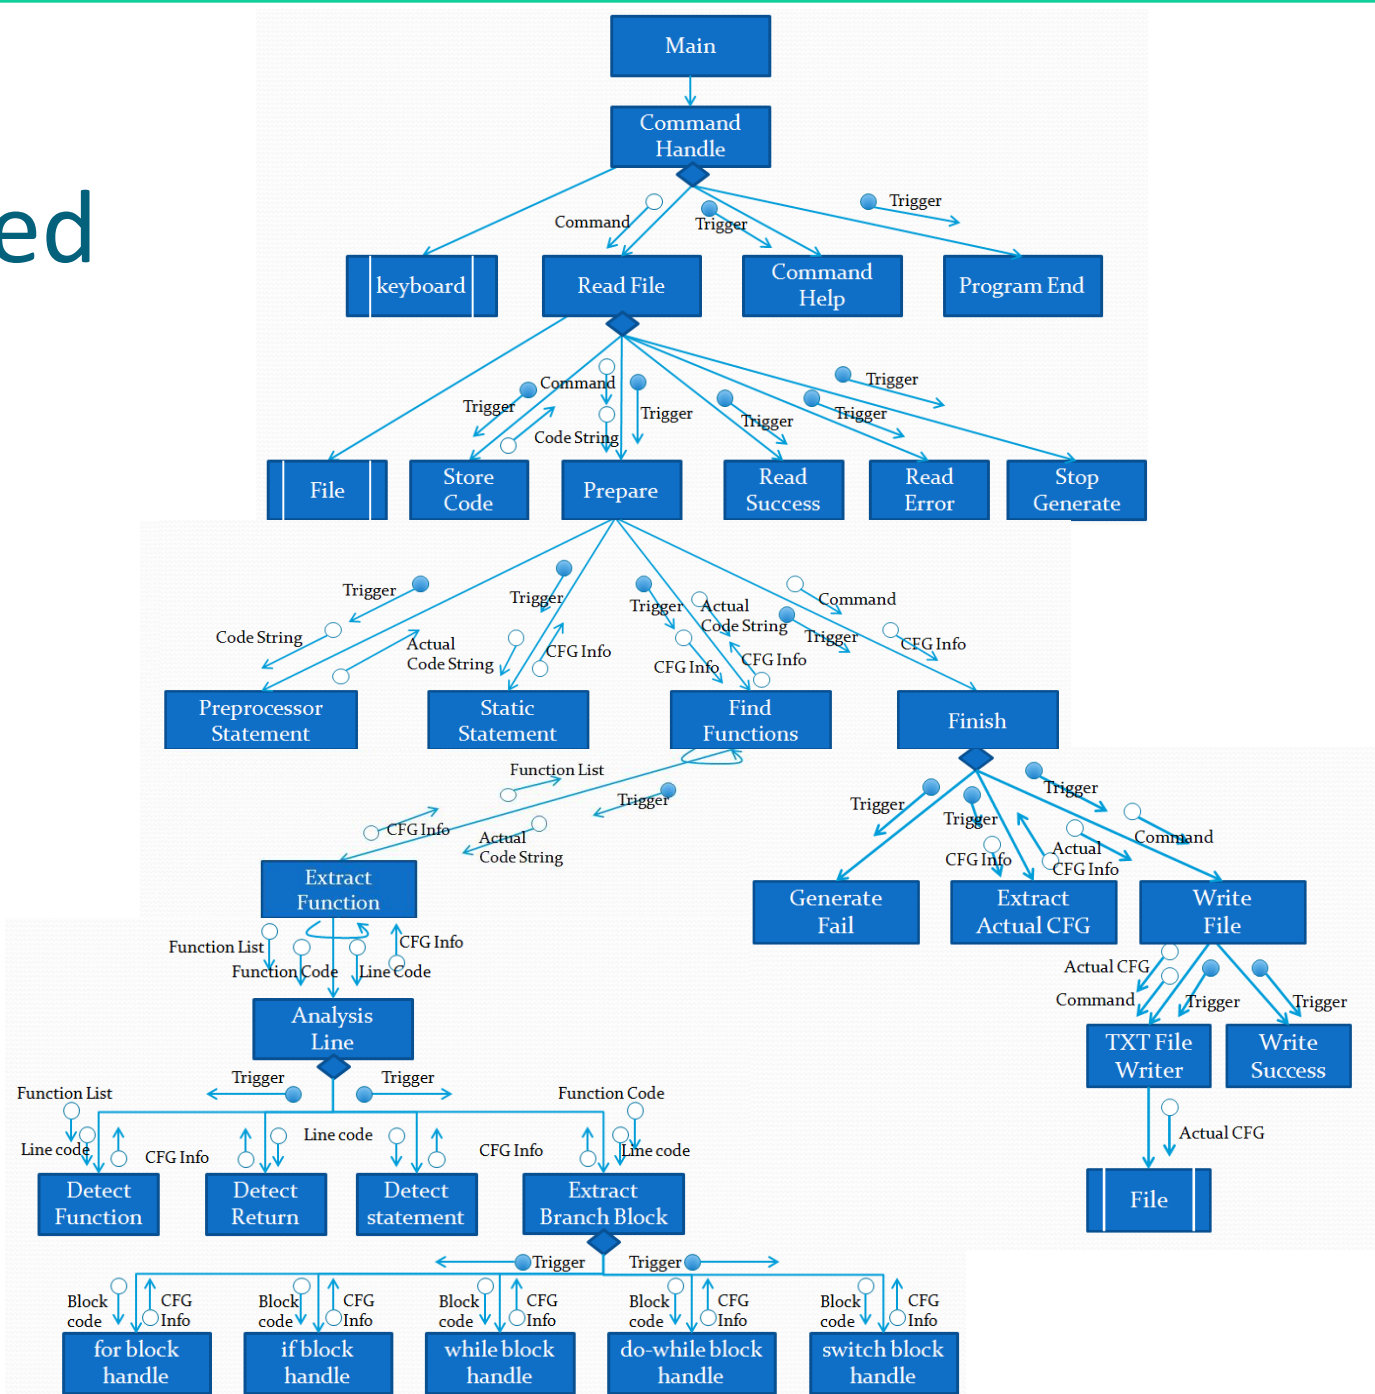 Main
Command
Handle
ed
Command
Trigger
Trigger
keyboard
Read File
Command
Help
Program End
Trigger
Command
Code String
Trigger
Trigger
Trigger
Trigger
File
Store
Code
Prepare
Read
Success
Read
Error
Stop
Generate
Trigger
Code String
Actual
Code String
Trigger
CFG Info
Trigger
CFG Info
Actual
Code String
CFG Info
Command
Trigger
CFG Info
Preprocessor
Statement
Static
Statement
Find
Functions
Finish
Function List
CFG Info
Trigger
Actual
Code String
Trigger
Trigger
CFG Info
Actual
CFG Info
Trigger
Command
Extract
Function
Generate
Fail
Extract
Actual CFG
Write
File
Function List
Function Code
Line Code
CFG Info
Actual CFG
Command
Trigger
Trigger
Analysis
Line
TXT File
Writer
Write
Success
Trigger
Trigger
Function List
Line code
CFG Info
Line code
CFG Info
Function Code
Line code
Actual CFG
Detect
Function
Detect
Return
Detect
statement
Extract
Branch Block
File
Trigger
Trigger
Block
code
CFG
Info
Block
code
CFG
Info
Block
code
CFG
Info
Block
code
CFG
Info
Block
code
CFG
Info
for block
handle
if block
handle
while block
handle
do-while block
handle
switch block
handle